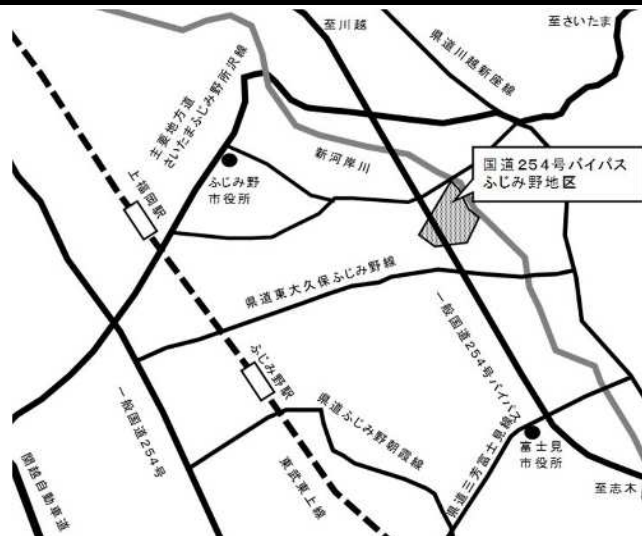 至川越
至さいたま
県道川越新座線
主要地方道
さいたまふじみ野所沢線
新河岸川
国道254号バイパス
ふじみ野地区
ふじみ野
市役所
上福岡駅
県道東大久保ふじみ野線
一般国道254号バイパス
ふじみ野駅
県道ふじみ野朝霞線
一般国道254号
県道三芳富士見線
富士見
市役所
東武東上線
至志木
関越自動車道